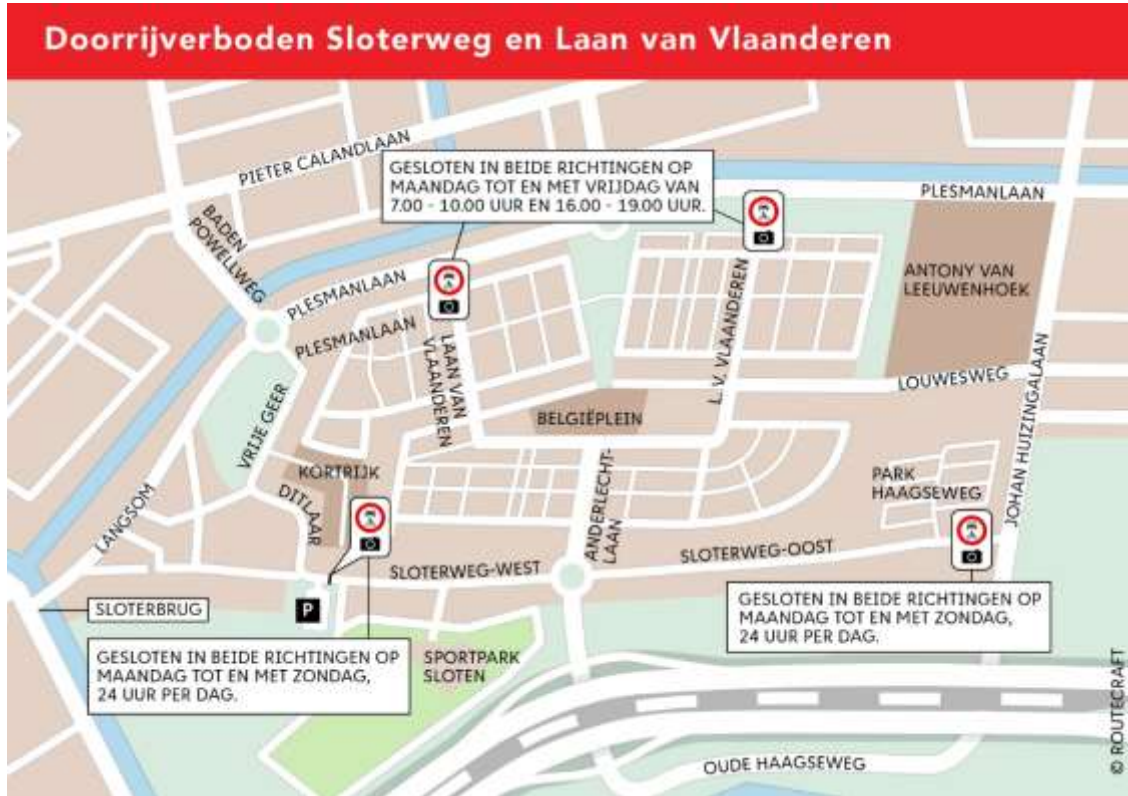 Doorrijverboden Sloterweg en Laan van Vlaanderen
PIETER CALANDLAAN
GESLOTEN IN BEIDE RICHTINGEN OP
MAANDAG TOT EN MET VRIJDAG VAN
7.00 - 10.00 UUR EN 16.00 - 19.00 UUR.
PLESMANLAAN
BADEN
POWELLWEG
PLESMANLAAN
PLESMANLAAN
ANTONY VAN
LEEUWENHOEK
LAAN VAN
VLAANDEREN
L. V. VLAANDEREN
LOUWESWEG
VRIJE GEER
BELGIËPLEIN
JOHAN HUIZINGALAAN
KORTRIJK
DITLAAR
LANGSOM
ANDERLECHT-
LAAN
PARK
HAAGSEWEG
SLOTERWEG-WEST
SLOTERWEG-OOST
SLOTERBRUG
P
GESLOTEN IN BEIDE RICHTINGEN OP
MAANDAG TOT EN MET ZONDAG,
24 UUR PER DAG.
GESLOTEN IN BEIDE RICHTINGEN OP
MAANDAG TOT EN MET ZONDAG,
24 UUR PER DAG.
SPORTPARK
SLOTEN
OUDE HAAGSEWEG
© ROUTECRAFT